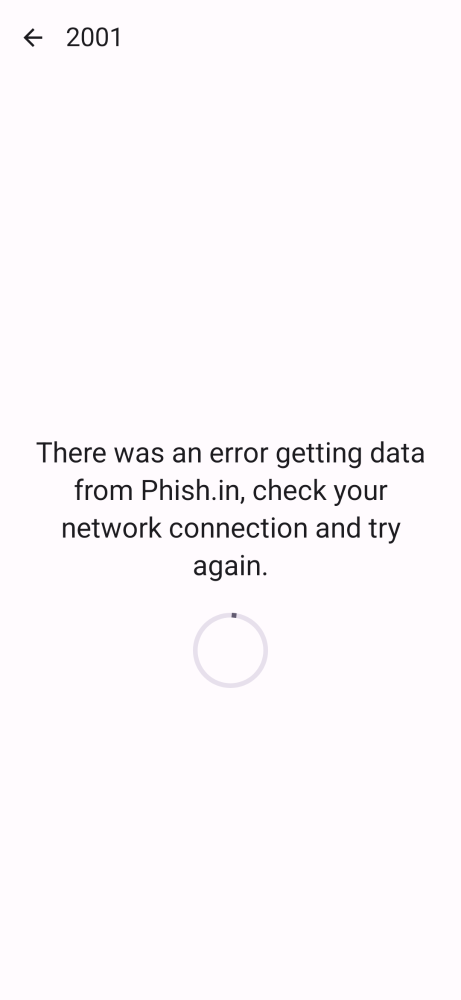 2001
There was an error getting data
from Phish.in, check your
network connection and try
again.